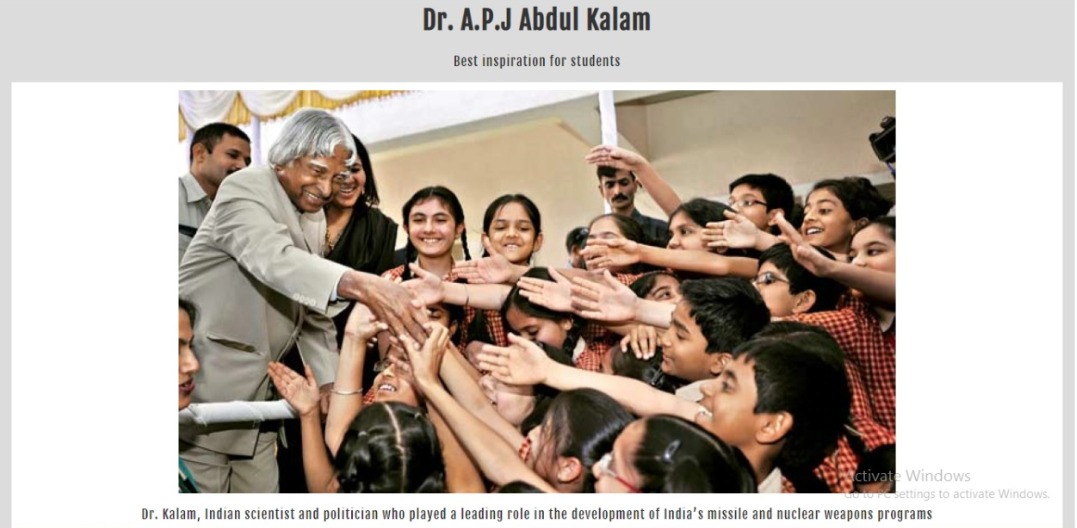 Dr. A.P.J Abdul Kalam
Best inspiration for students
Activate Windows
Go to PC settings to activate Windows.
Dr. Kalam, Indian scientist and politician who played a leading role in the development of India's missile and nuclear weapons programs